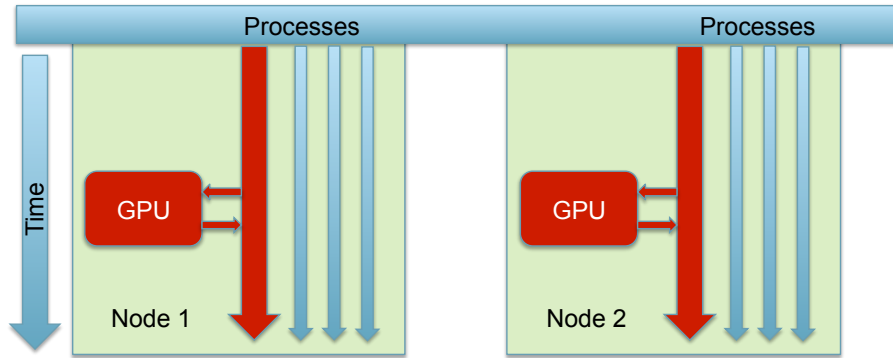 Processes
Processes
Time
GPU
GPU
Node 1
Node 2